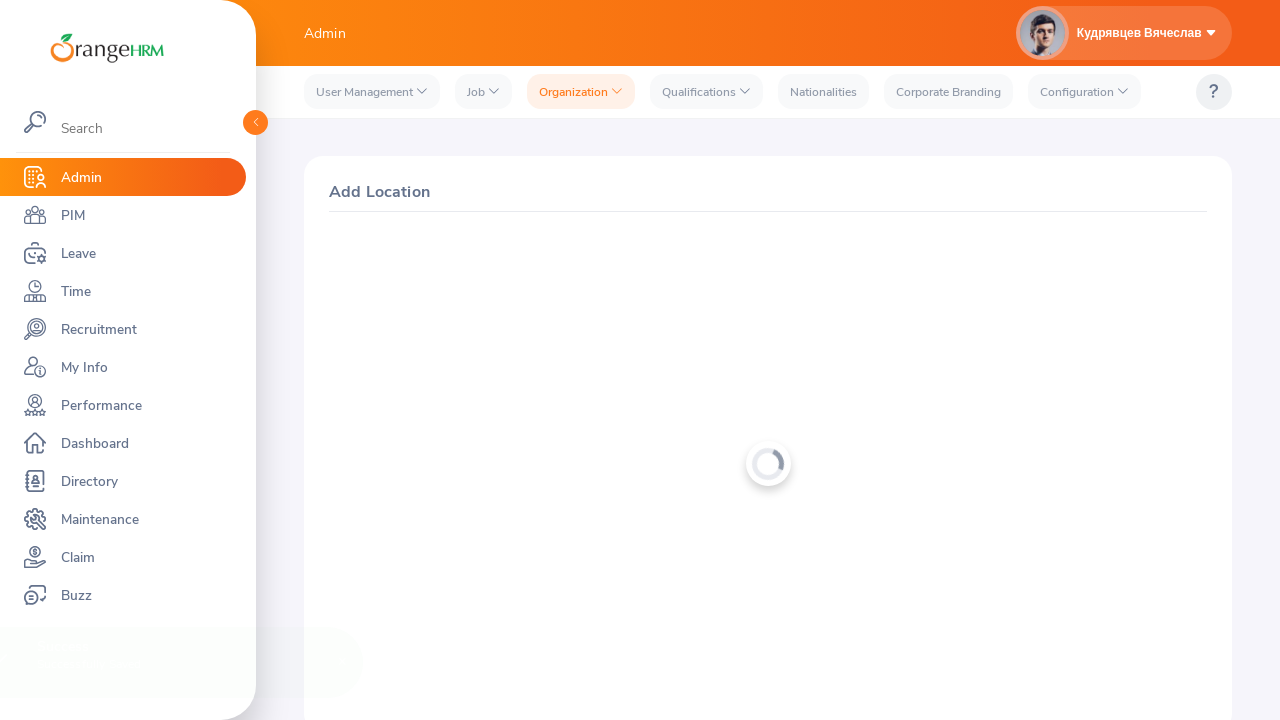 OrangeHRM
Admin
Кудрявцев Вячеслав
User Management
Job
Organization
Qualifications
Nationalities
Corporate Branding
Configuration
?
Search
Admin
PIM
Leave
Time
Recruitment
My Info
Performance
Dashboard
Directory
Maintenance
Claim
Buzz
Add Location